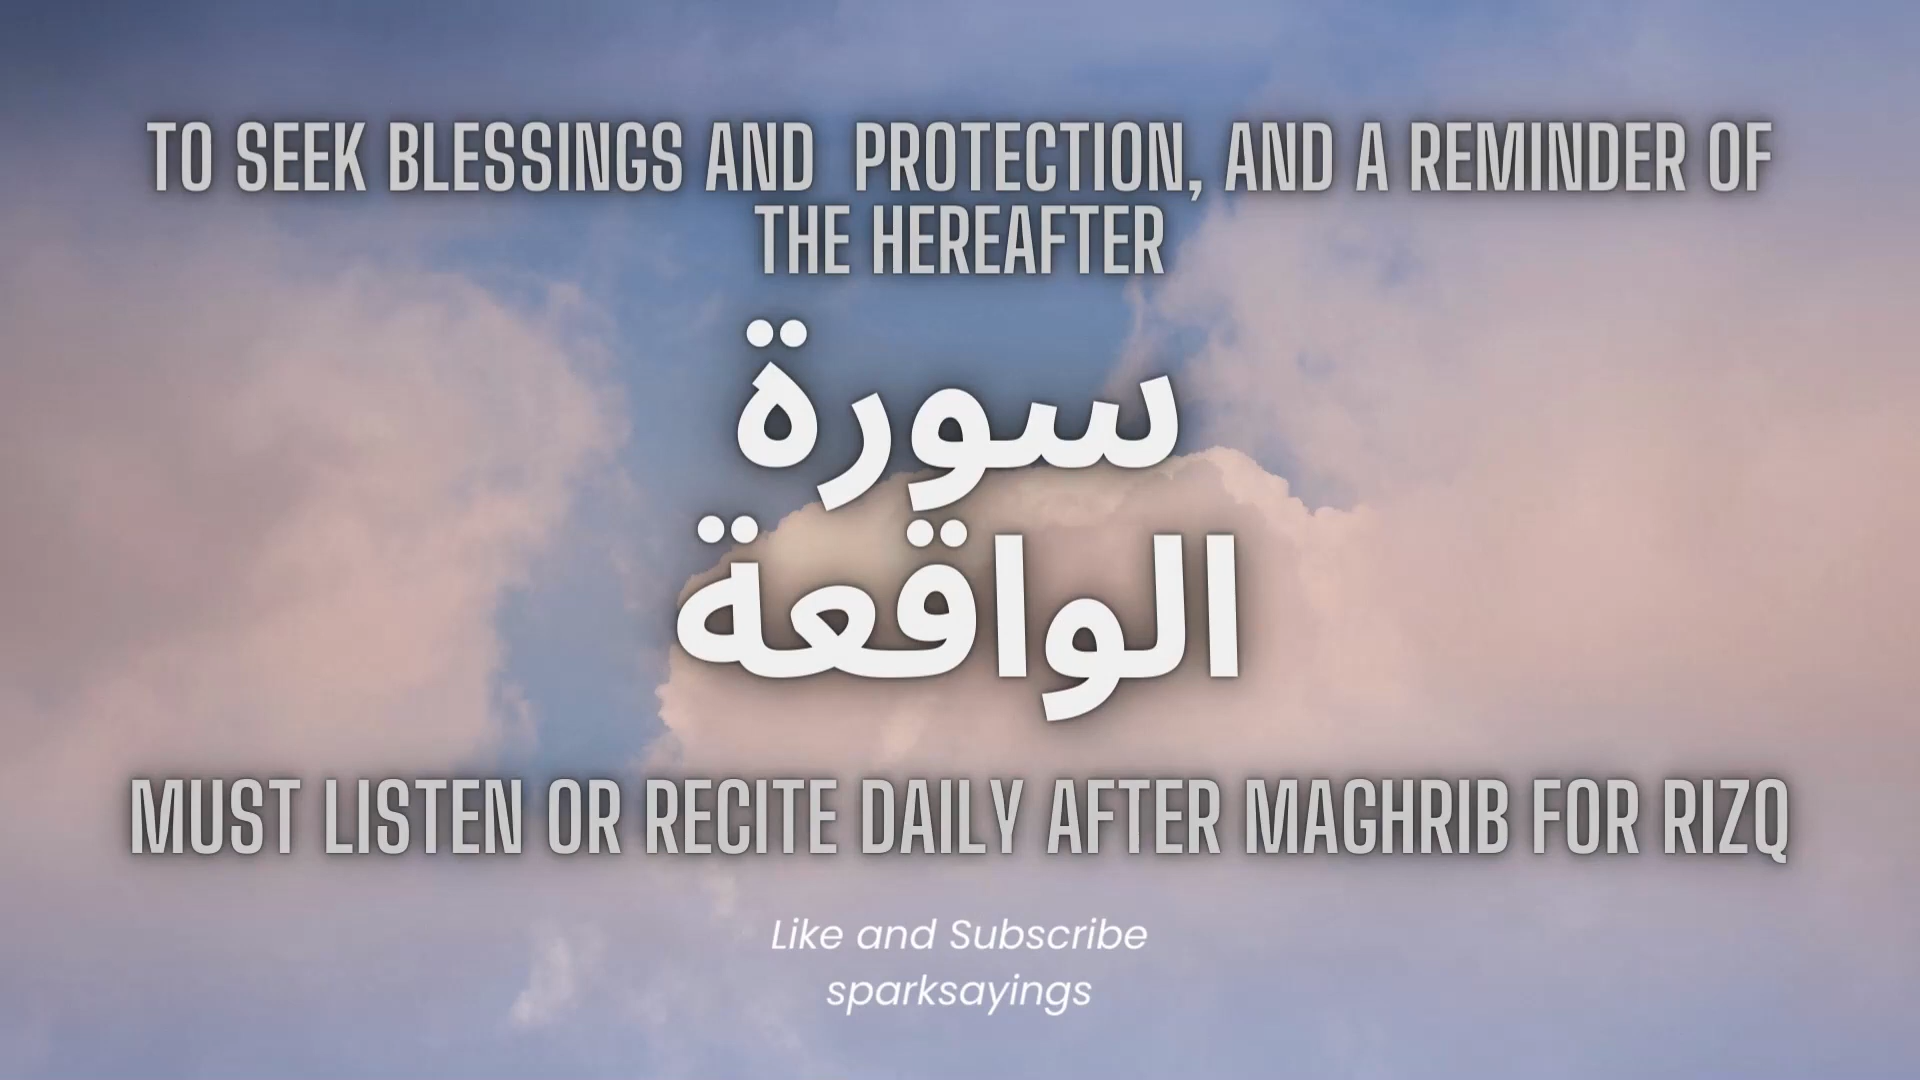 TO SEEK BLESSINGS AND PROTECTION, AND A REMINDER OF
THE HEREAFTER
سورة
الواقعة
MUST LISTEN OR RECITE DAILY AFTER MAGHRIB FOR RIZQ
Like and Subscribe
sparksayings